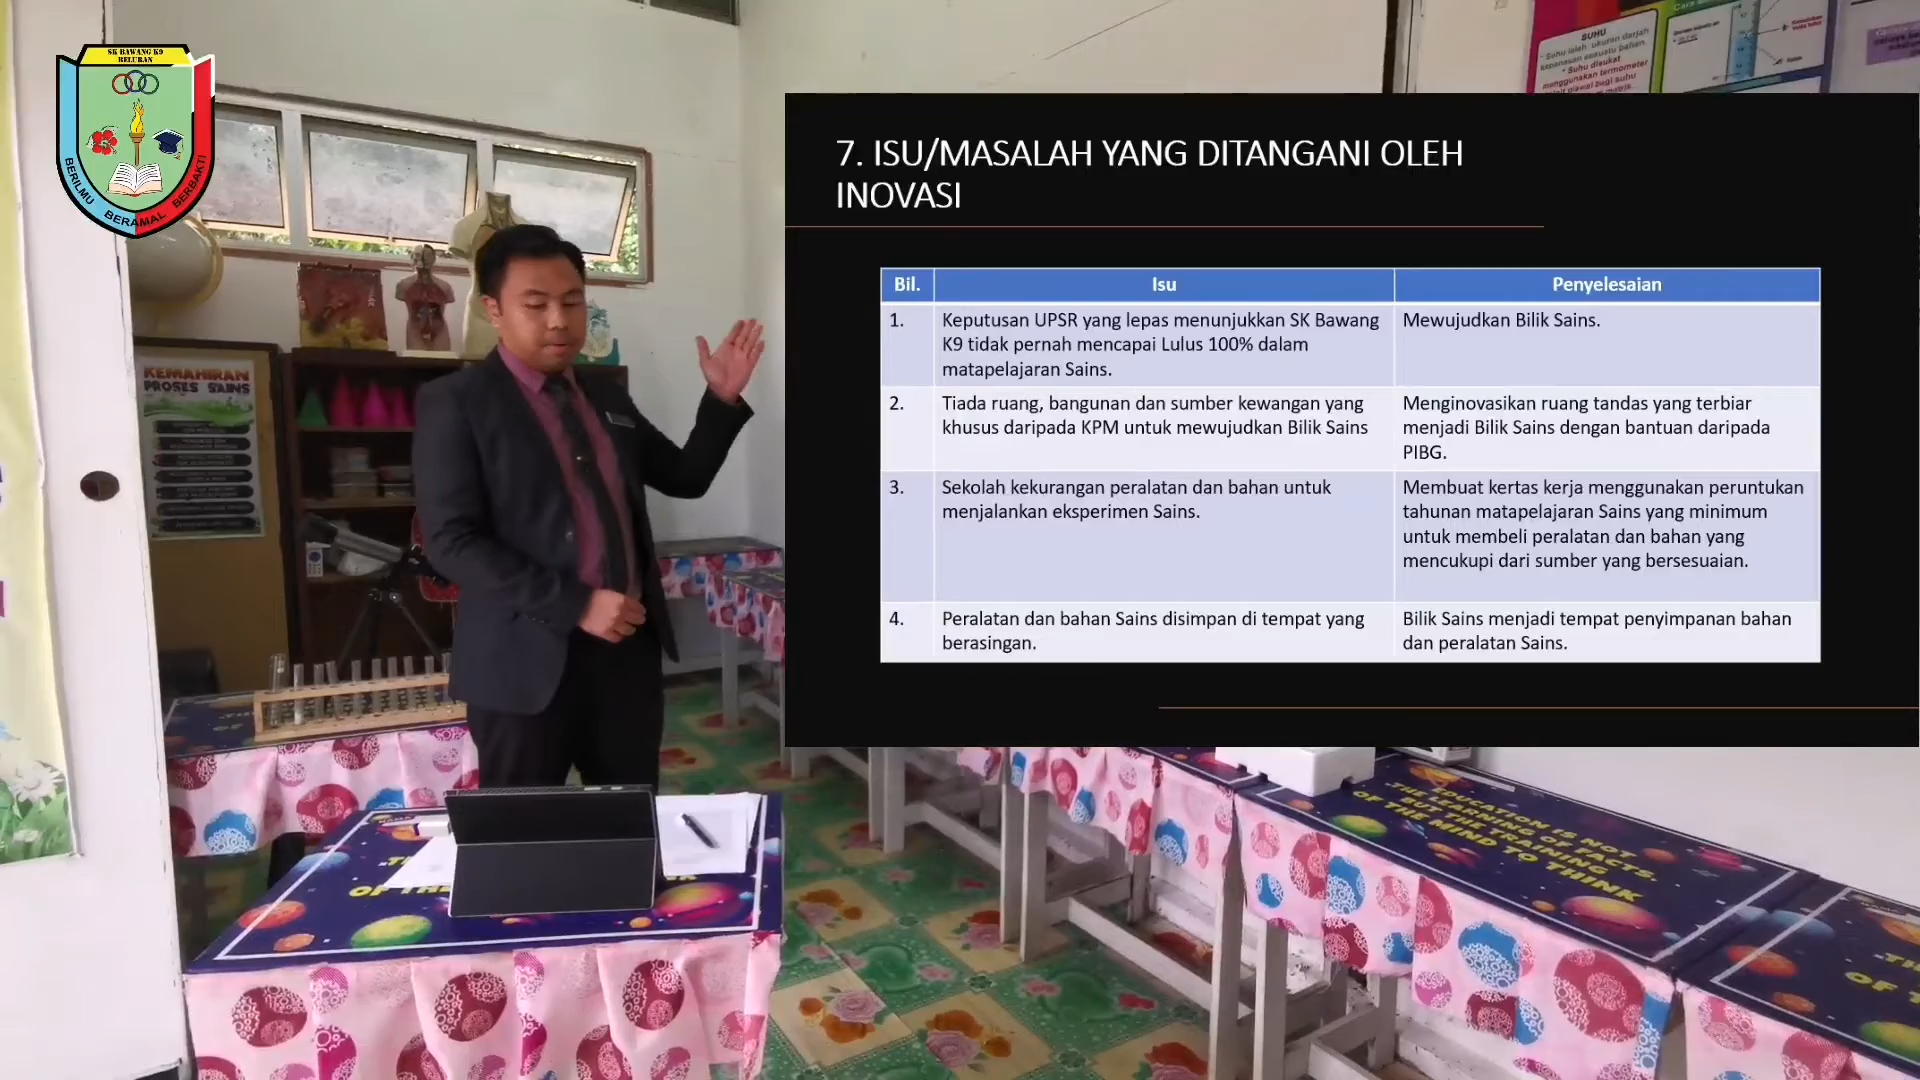 SK BAWANG K9
BELURAN
BERILMU BERAMAL BERBAKTI
SUHU
KEMAHIRAN
PROSES SAINS
7. ISU/MASALAH YANG DITANGANI OLEH
INOVASI
Bil. Isu Penyelesaian
1. Keputusan UPSR yang lepas menunjukkan SK Bawang Mewujudkan Bilik Sains.
K9 tidak pernah mencapai Lulus 100% dalam
matapelajaran Sains.
2. Tiada ruang, bangunan dan sumber kewangan yang Menginovasikan ruang tandas yang terbiar
khusus daripada KPM untuk mewujudkan Bilik Sains menjadi Bilik Sains dengan bantuan daripada
PIBG.
3. Sekolah kekurangan peralatan dan bahan untuk Membuat kertas kerja menggunakan peruntukan
menjalankan eksperimen Sains. tahunan matapelajaran Sains yang minimum
untuk membeli peralatan dan bahan yang
mencukupi dari sumber yang bersesuaian.
4. Peralatan dan bahan Sains disimpan di tempat yang Bilik Sains menjadi tempat penyimpanan bahan
berasingan. dan peralatan Sains.
EDUCATION IS NOT
THE LEARNING OF FACTS,
BUT THE TRAINING
OF THE MIND TO THINK